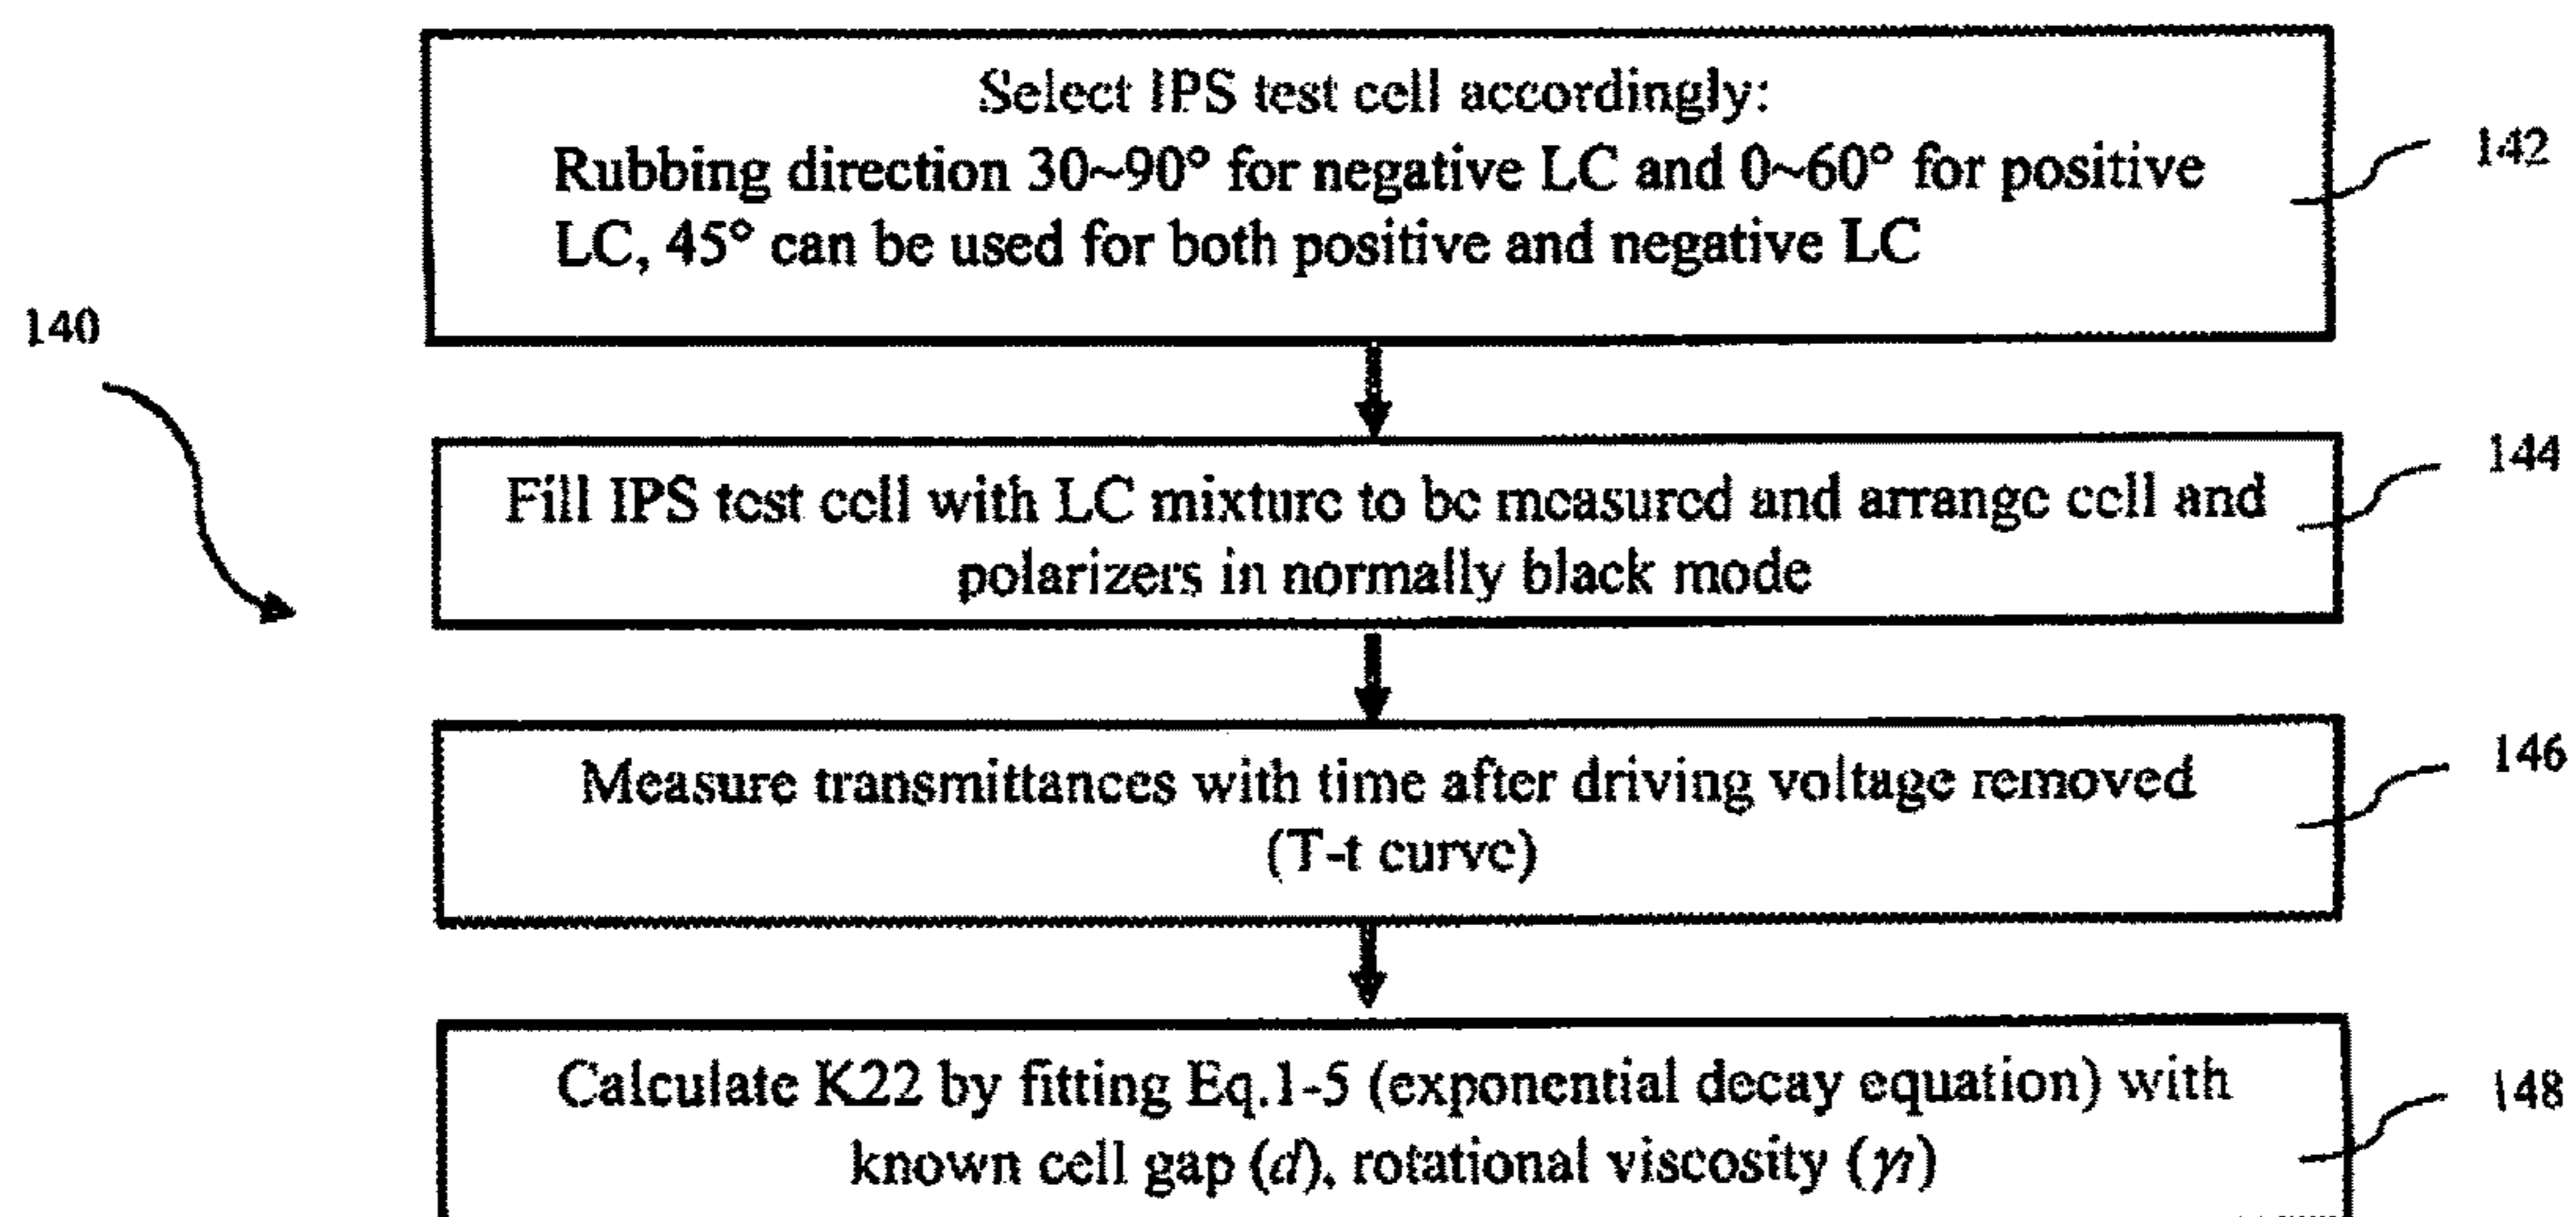 Select IPS test cell accordingly:
Rubbing direction 30~90° for negative LC and 0~60° for positive
LC, 45° can be used for both positive and negative LC
142
140
Fill IPS test cell with LC mixture to be measured and arrange cell and
polarizers in normally black mode
144
Measure transmittances with time after driving voltage removed
(T-t curve)
146
Calculate K22 by fitting Eq.1-5 (exponential decay equation) with
known cell gap (d), rotational viscosity (γ1)
148